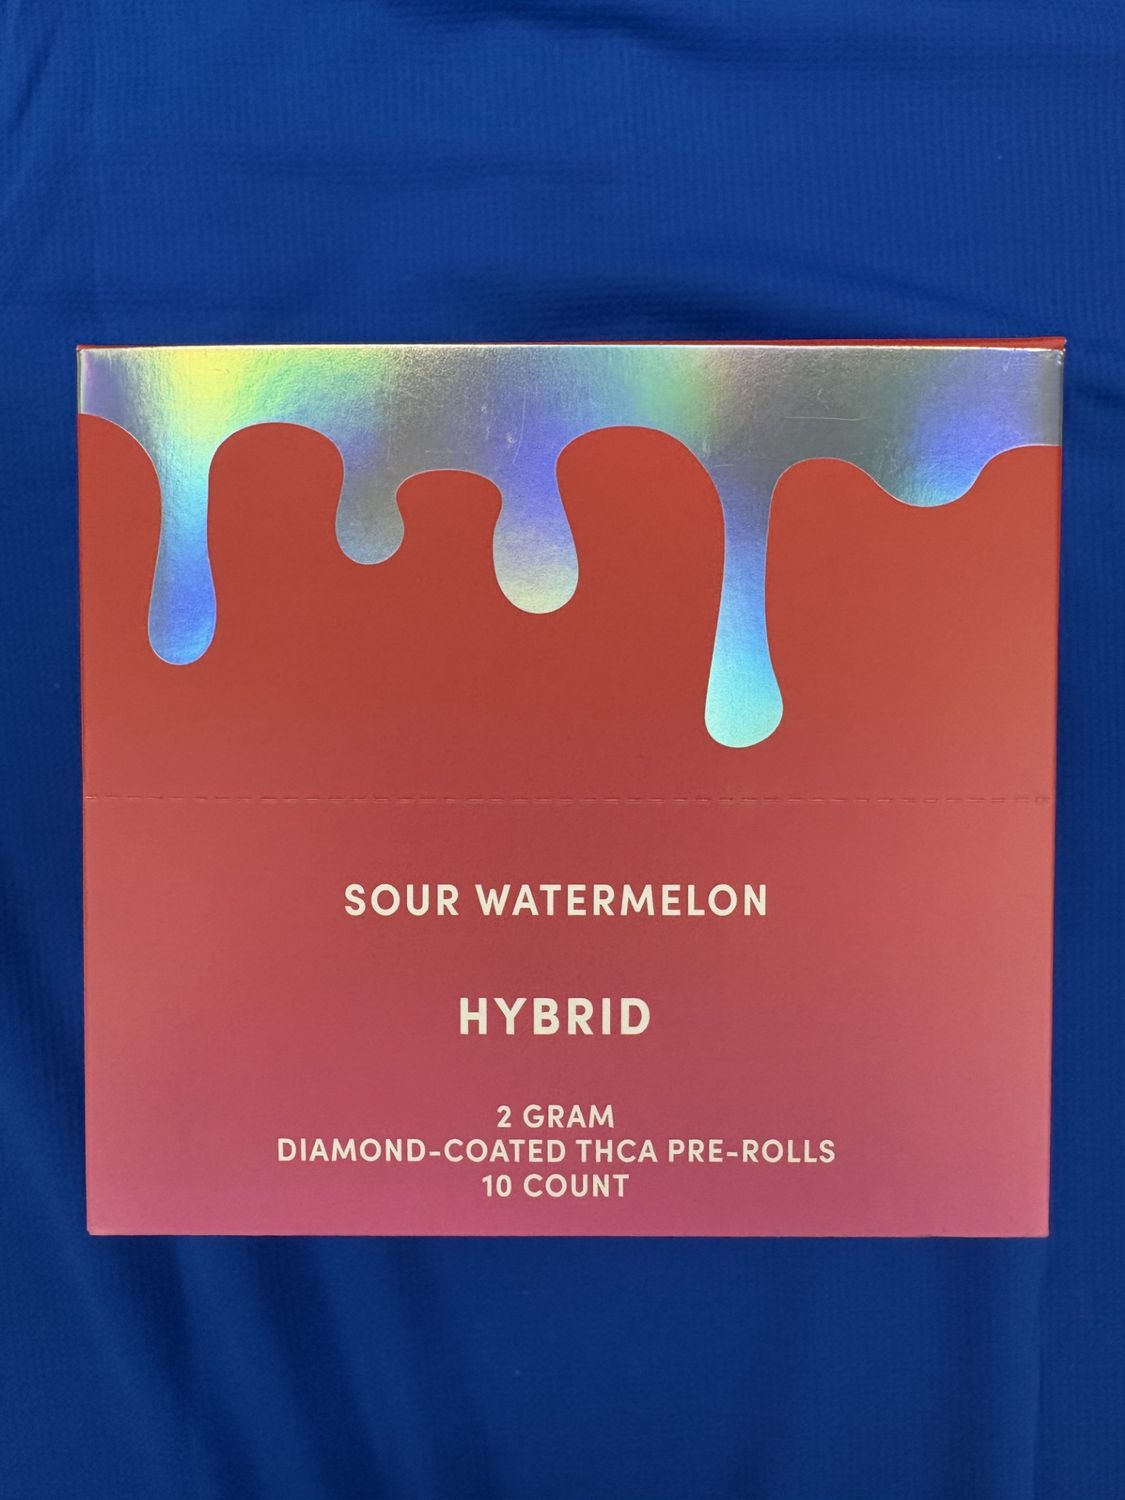 SOUR WATERMELON
HYBRID
2 GRAM
DIAMOND-COATED THCA PRE-ROLLS
10 COUNT